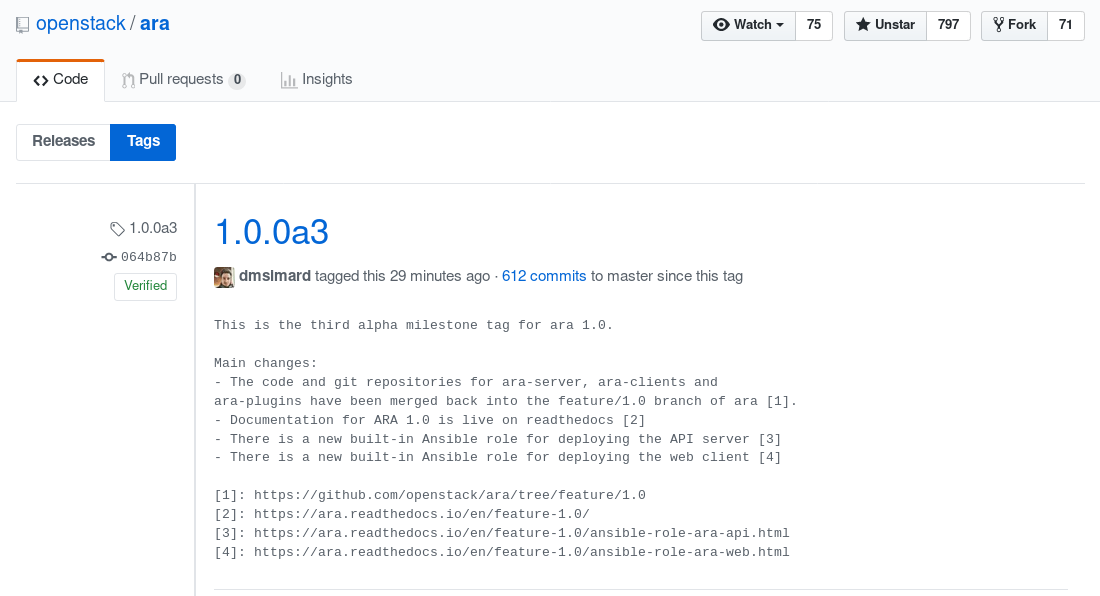 openstack / ara
Watch 75 Unstar 797 Fork 71
Code Pull requests 0 Insights
Releases Tags
1.0.0a3
064b87b
Verified
1.0.0a3
dmsimard tagged this 29 minutes ago · 612 commits to master since this tag
This is the third alpha milestone tag for ara 1.0.
Main changes:
- The code and git repositories for ara-server, ara-clients and
ara-plugins have been merged back into the feature/1.0 branch of ara [1].
- Documentation for ARA 1.0 is live on readthedocs [2]
- There is a new built-in Ansible role for deploying the API server [3]
- There is a new built-in Ansible role for deploying the web client [4]
[1]: https://github.com/openstack/ara/tree/feature/1.0
[2]: https://ara.readthedocs.io/en/feature-1.0/
[3]: https://ara.readthedocs.io/en/feature-1.0/ansible-role-ara-api.html
[4]: https://ara.readthedocs.io/en/feature-1.0/ansible-role-ara-web.html